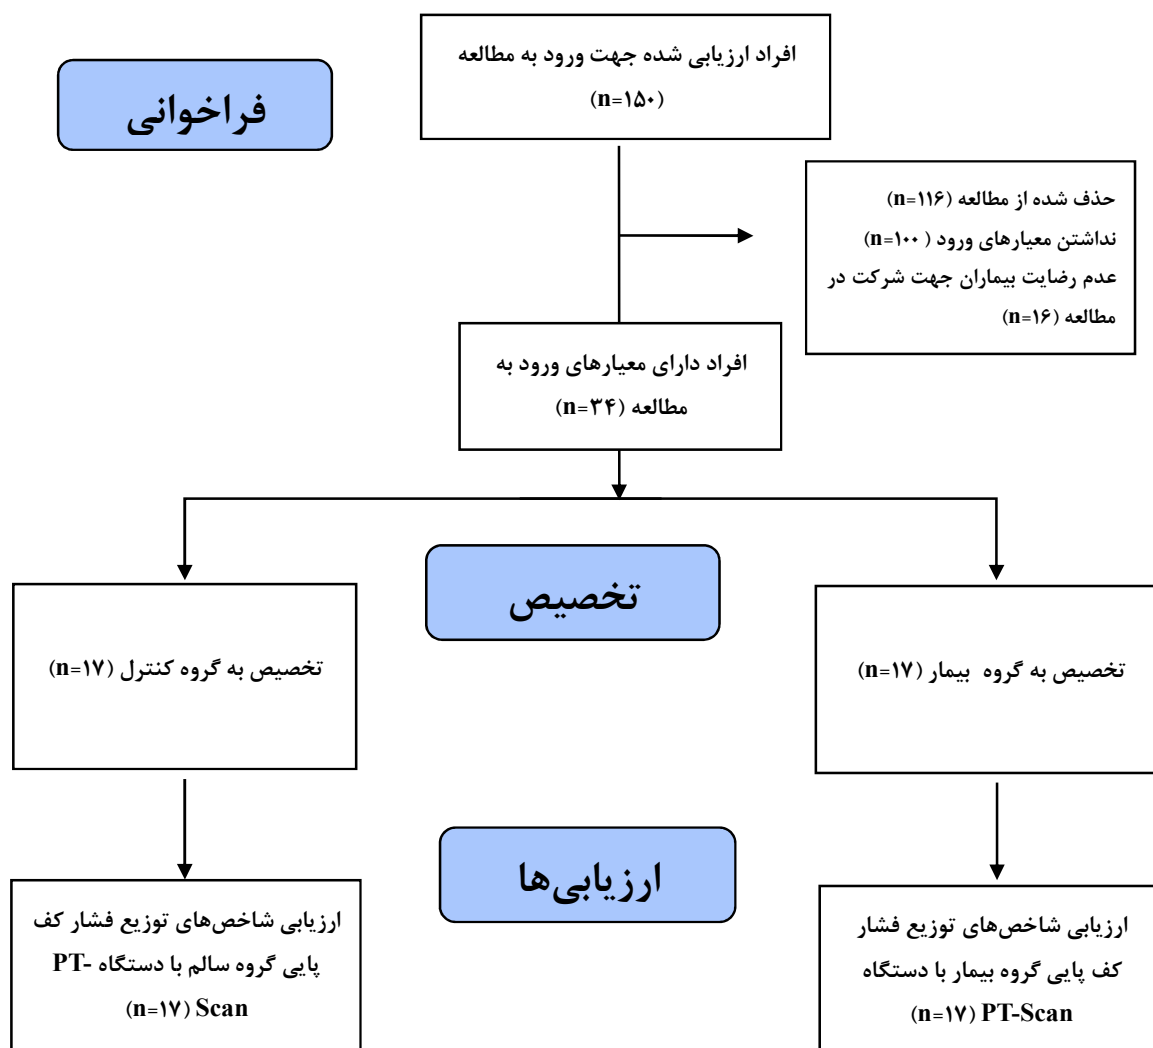 فراخوانی
افراد ارزیابی شده جهت ورود به مطالعه
(n=۱۵۰)
حذف شده از مطالعه (n=۱۱۶)
نداشتن معیارهای ورود (n=۱۰۰)
عدم رضایت بیماران جهت شرکت در
مطالعه (n=۱۶)
افراد دارای معیارهای ورود به
مطالعه (n=۳۴)
تخصیص
تخصیص به گروه بیمار (n=۱۷)
تخصیص به گروه کنترل (n=۱۷)
ارزیابی‌ها
ارزیابی شاخص‌های توزیع فشار
کف پایی گروه بیمار با دستگاه
PT-Scan (n=۱۷)
ارزیابی شاخص‌های توزیع فشار کف
پایی گروه سالم با دستگاه PT-
Scan (n=۱۷)